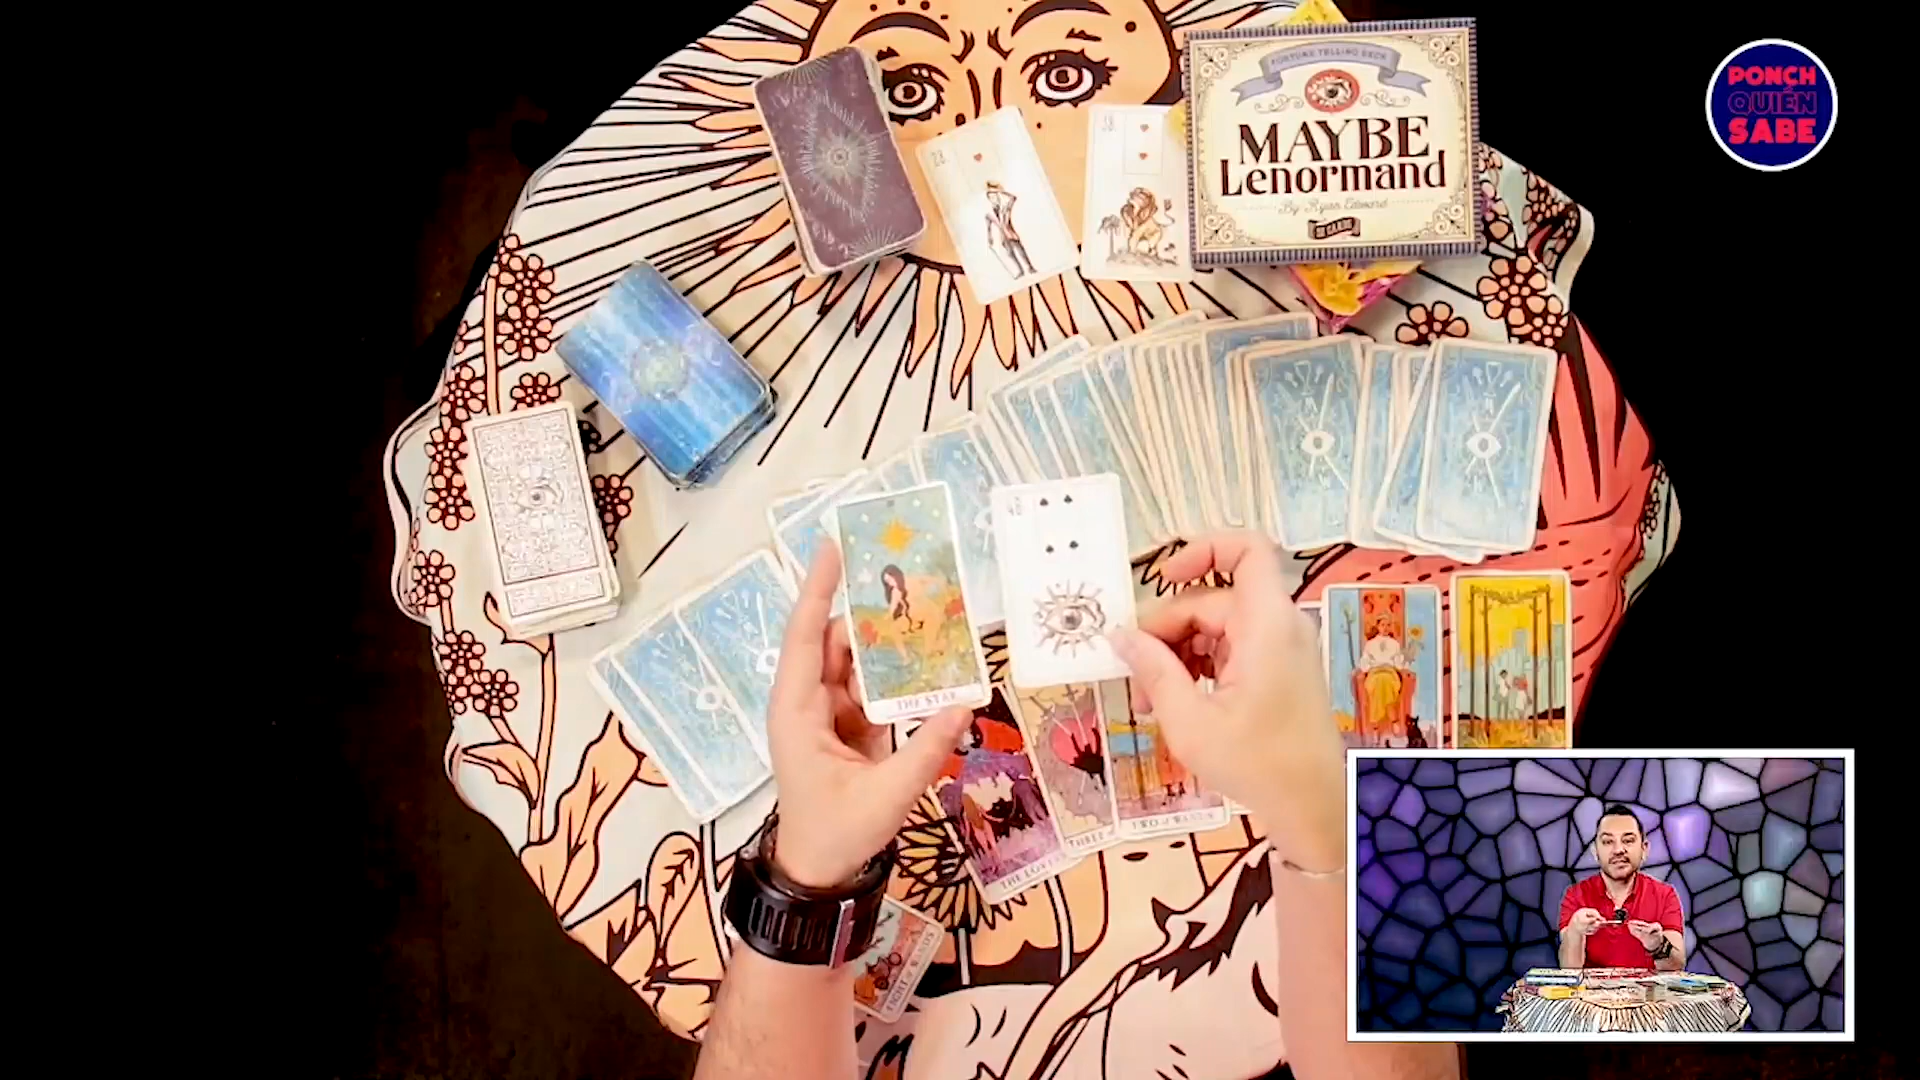 PONCH
QUIÉN
SABE
FORTUNE TELLING DECK
MAYBE
Lenormand
By Ryan Edward
THE STAR
THE LOVERS
THREE
TWO of WANDS